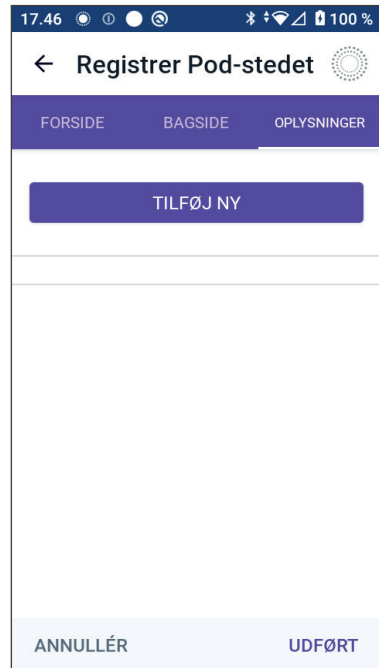 17.46 100 %
Registrer Pod-stedet
FORSIDE BAGSIDE OPLYSNINGER
TILFØJ NY
ANNULLÉR UDFØRT